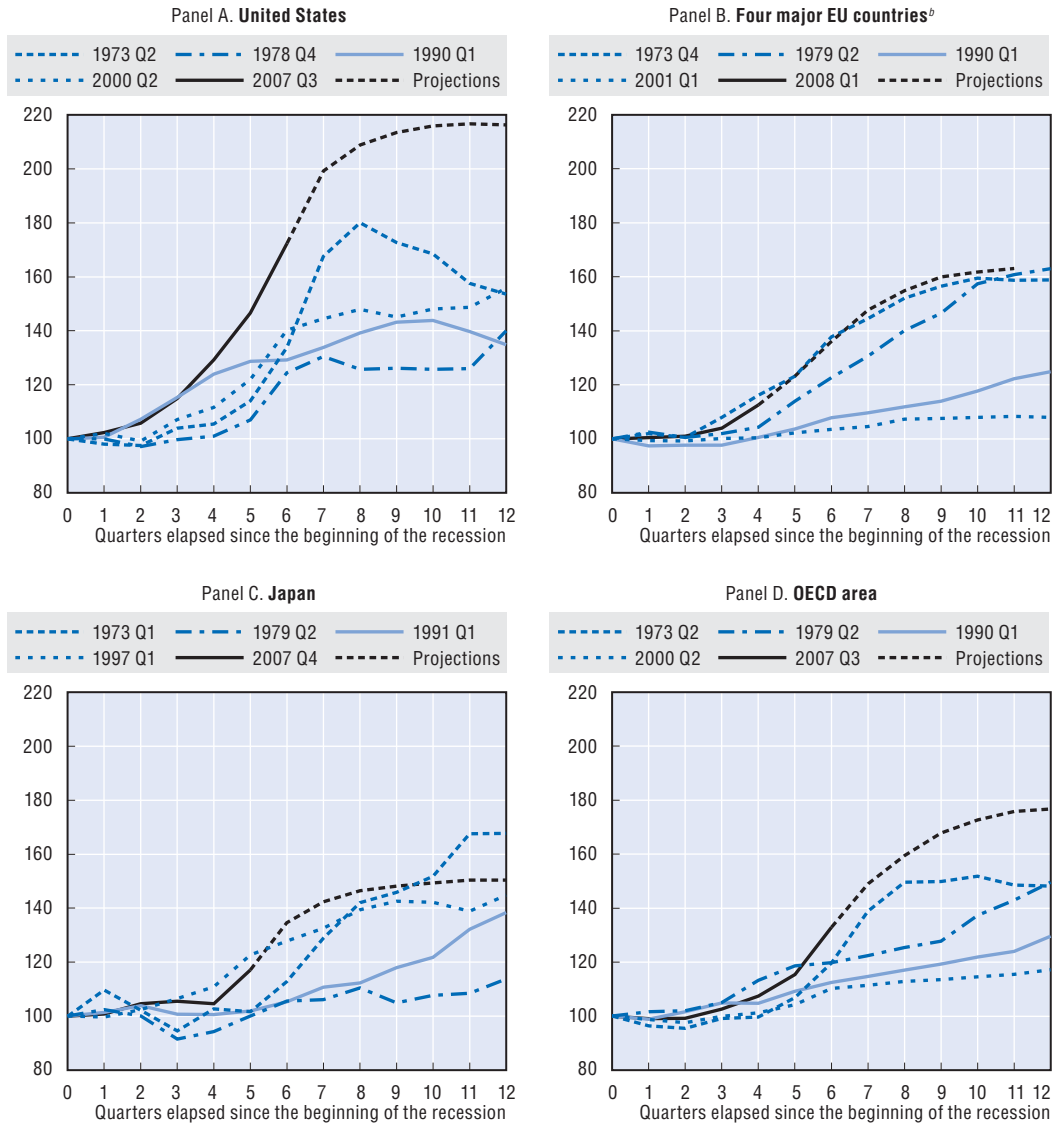 Panel A. United States
1973 Q2 1978 Q4 1990 Q1
2000 Q2 2007 Q3 Projections
220
200
180
160
140
120
100
80
0 1 2 3 4 5 6 7 8 9 10 11 12
Quarters elapsed since the beginning of the recession
Panel B. Four major EU countriesb
1973 Q4 1979 Q2 1990 Q1
2001 Q1 2008 Q1 Projections
220
200
180
160
140
120
100
80
0 1 2 3 4 5 6 7 8 9 10 11 12
Quarters elapsed since the beginning of the recession
Panel C. Japan
1973 Q1 1979 Q2 1991 Q1
1997 Q1 2007 Q4 Projections
220
200
180
160
140
120
100
80
0 1 2 3 4 5 6 7 8 9 10 11 12
Quarters elapsed since the beginning of the recession
Panel D. OECD area
1973 Q2 1979 Q2 1990 Q1
2000 Q2 2007 Q3 Projections
220
200
180
160
140
120
100
80
0 1 2 3 4 5 6 7 8 9 10 11 12
Quarters elapsed since the beginning of the recession